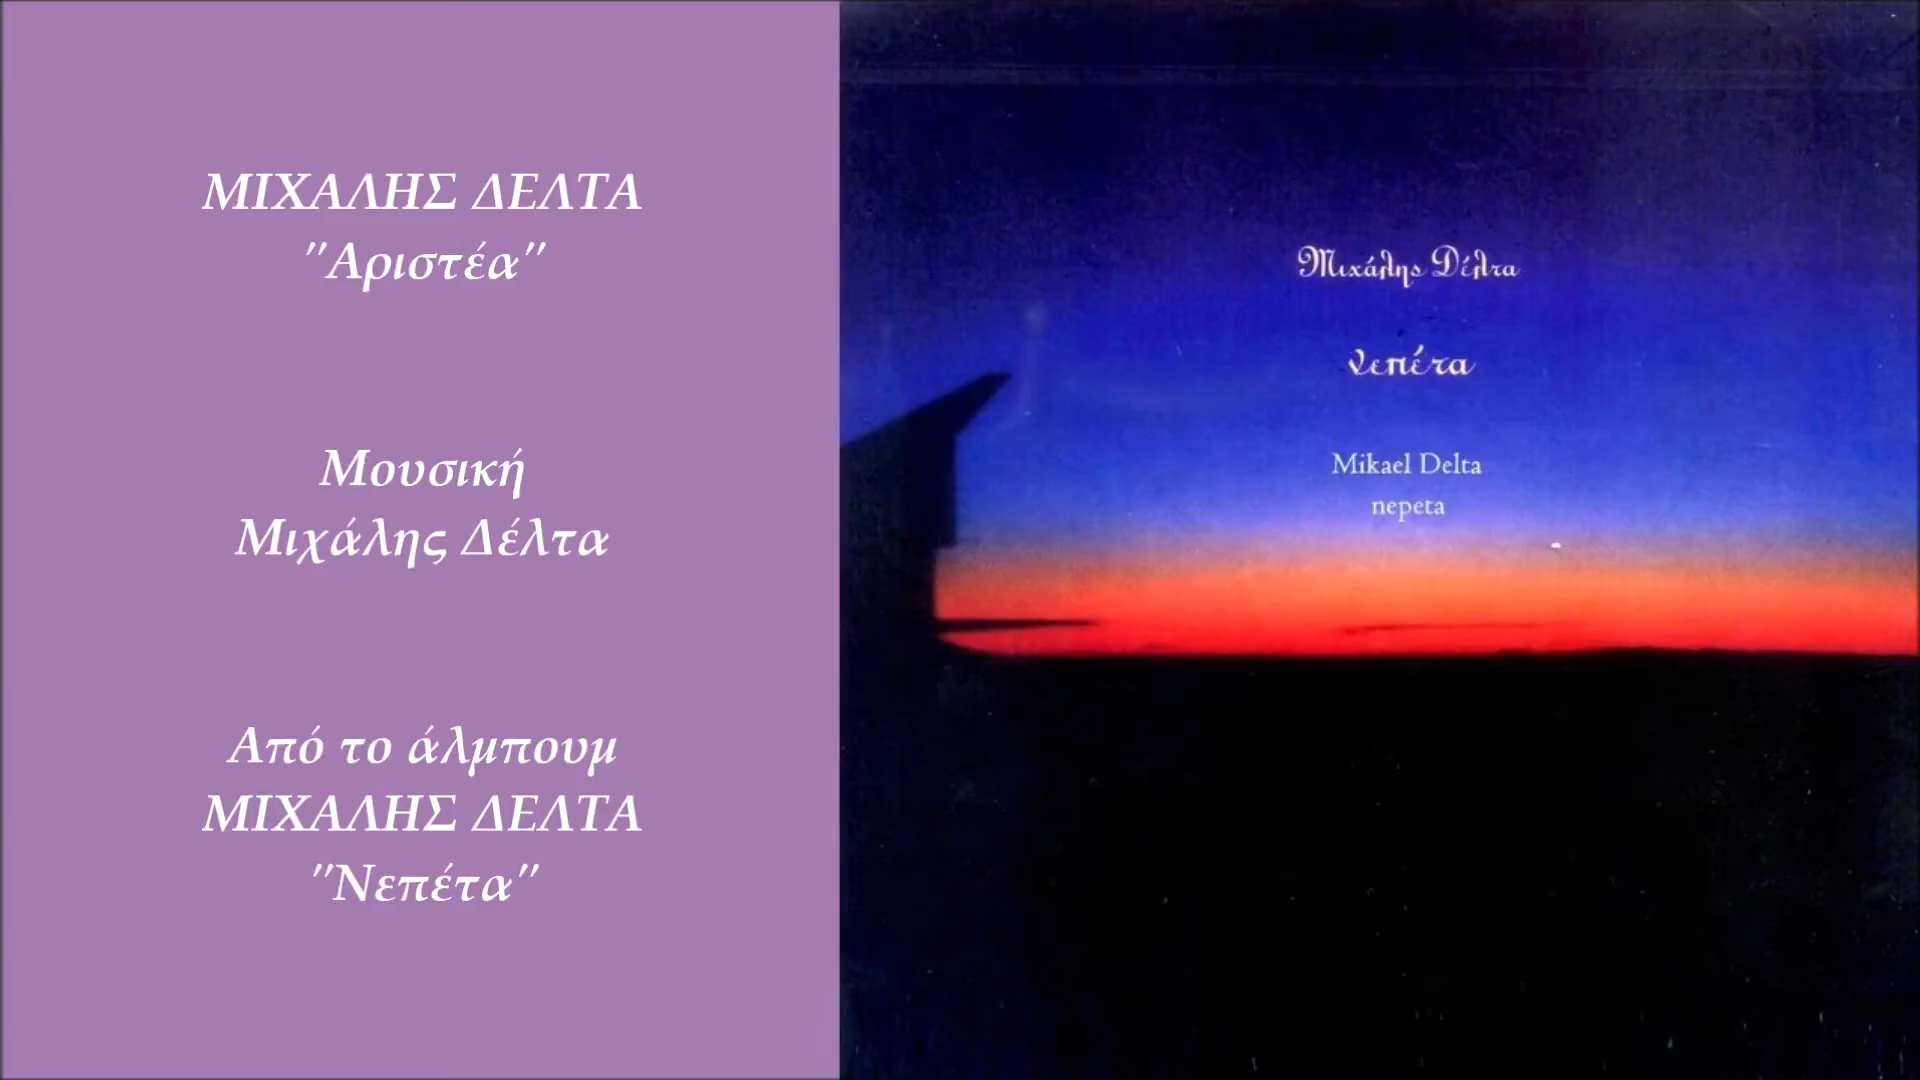 ΜΙΧΑΛΗΣ ΔΕΛΤΑ
"Αριστέα"
Μουσική
Μιχάλης Δέλτα
Από το άλμπουμ
ΜΙΧΑΛΗΣ ΔΕΛΤΑ
"Νεπέτα"
Μιχάλης Δέλτα
νεπέτα
Mikael Delta
nepeta